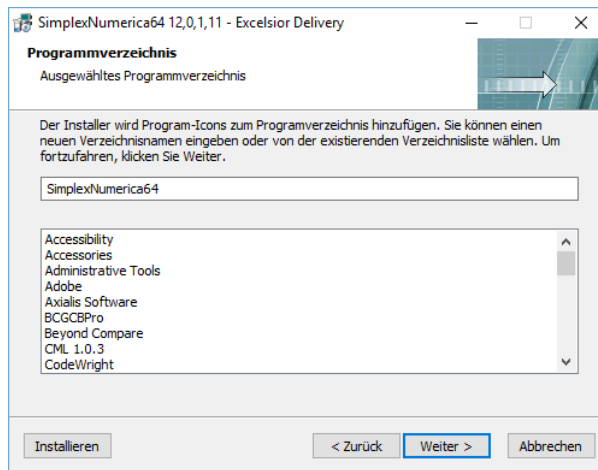 SimplexNumerica64 12,0,1,11 - Excelsior Delivery
Programmverzeichnis
Ausgewähltes Programmverzeichnis
Der Installer wird Program-Icons zum Programverzeichnis hinzufügen. Sie können einen
neuen Verzeichnisnamen eingeben oder von der existierenden Verzeichnisliste wählen. Um
fortzufahren, klicken Sie Weiter.
SimplexNumerica64
Accessibility
Accessories
Administrative Tools
Adobe
Axialis Software
BCGCBPro
Beyond Compare
CML 1.0.3
CodeWright
Installieren
< Zurück
Weiter >
Abbrechen